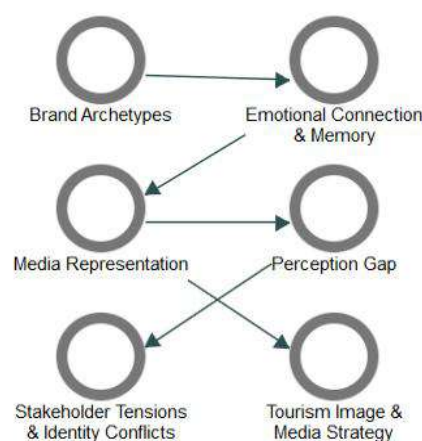 Brand Archetypes
Emotional Connection
& Memory
Media Representation
Perception Gap
Stakeholder Tensions
& Identity Conflicts
Tourism Image &
Media Strategy